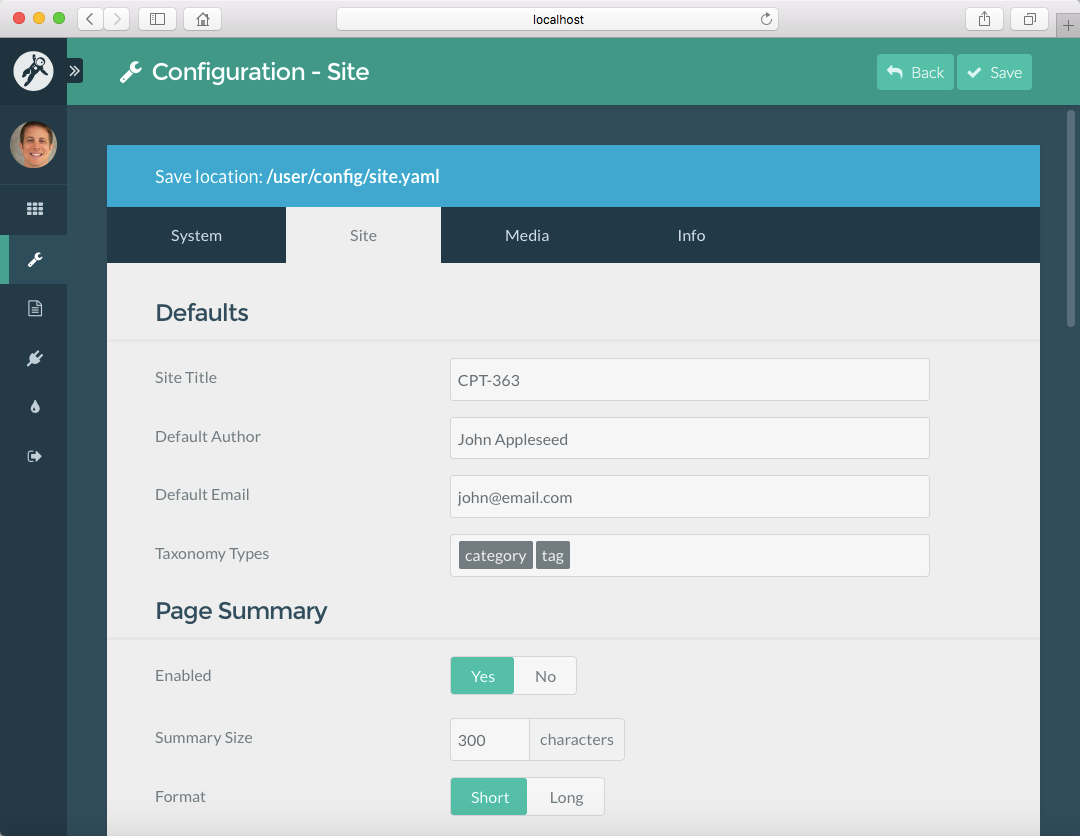 localhost
Configuration - Site
Back
Save
Save location: /user/config/site.yaml
System Site Media Info
Defaults
Site Title CPT-363
Default Author John Appleseed
Default Email john@email.com
Taxonomy Types category tag
Page Summary
Enabled Yes No
Summary Size 300 characters
Format Short Long